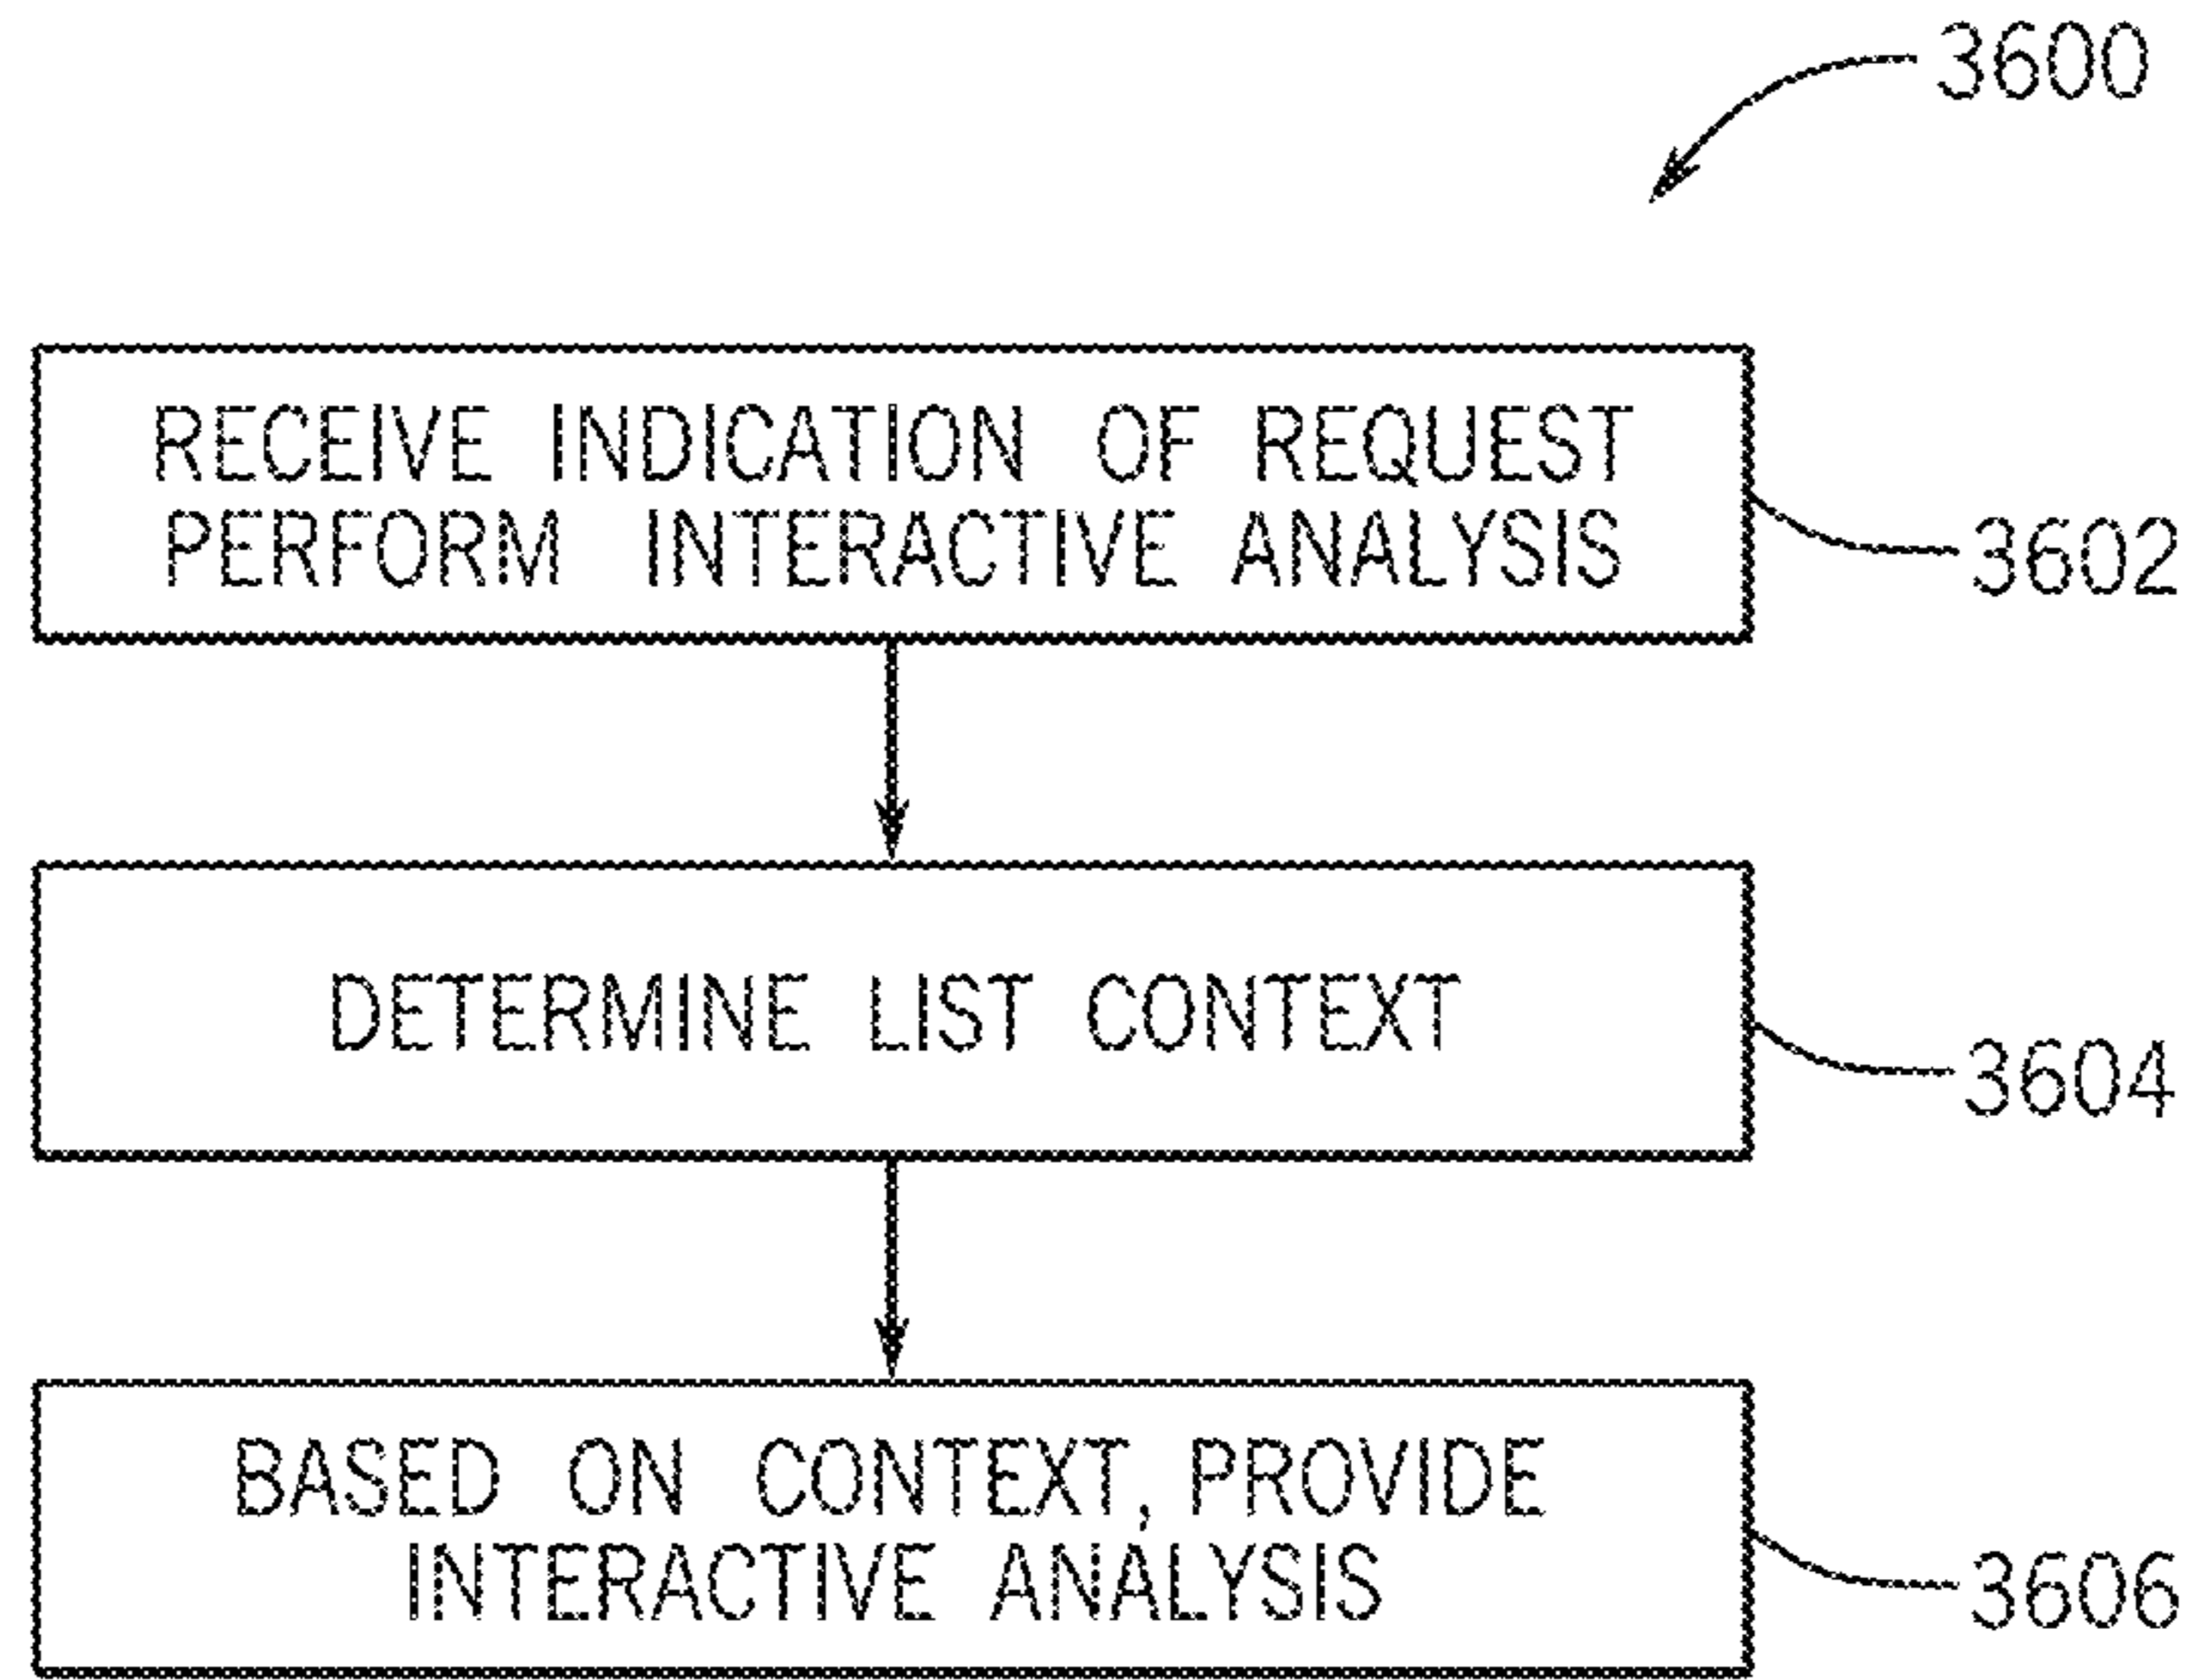 3600
RECEIVE INDICATION OF REQUEST
PERFORM INTERACTIVE ANALYSIS
3602
DETERMINE LIST CONTEXT
3604
BASED ON CONTEXT, PROVIDE
INTERACTIVE ANALYSIS
3606